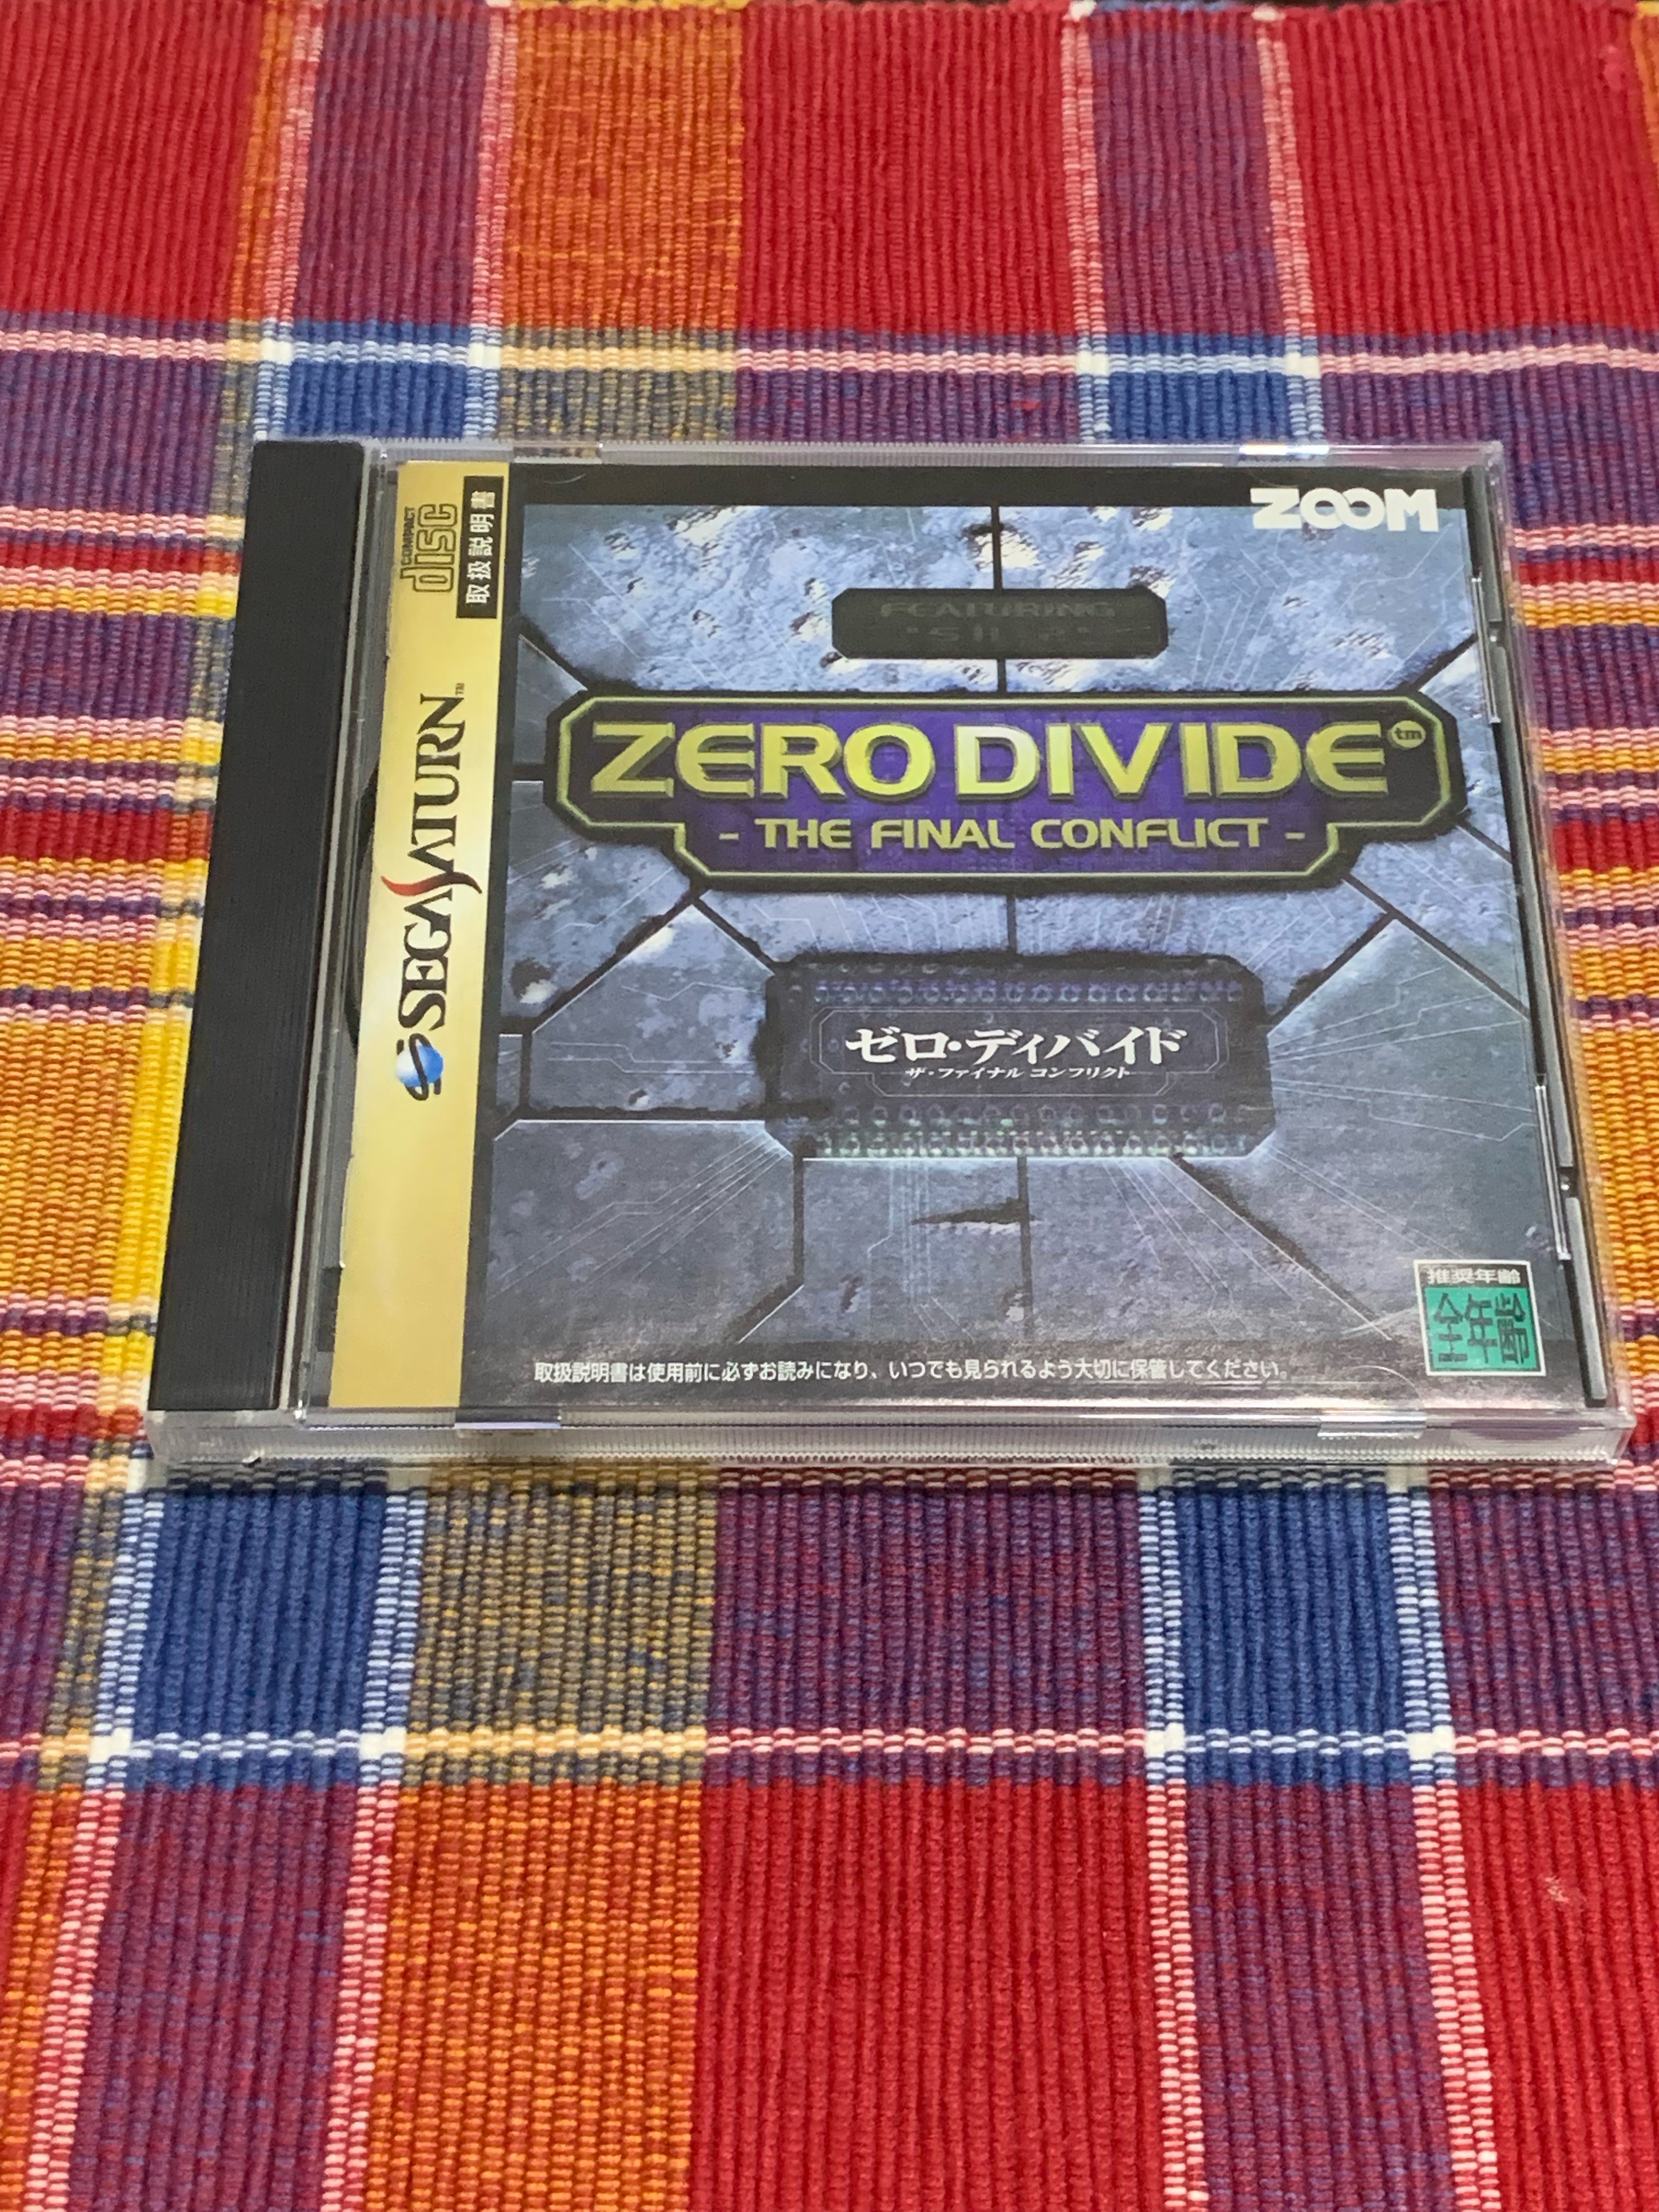 COMPACT
disc
取扱説明書
SEGA SATURN™
ZOOM
FEATURING
ZERO DIVIDE tm
- THE FINAL CONFLICT -
ゼロ・ディバイド
ザ・ファイナル コンフリクト
推奨年齢
全年齢
取扱説明書は使用前に必ずお読みになり、いつでも見られるよう大切に保管してください。